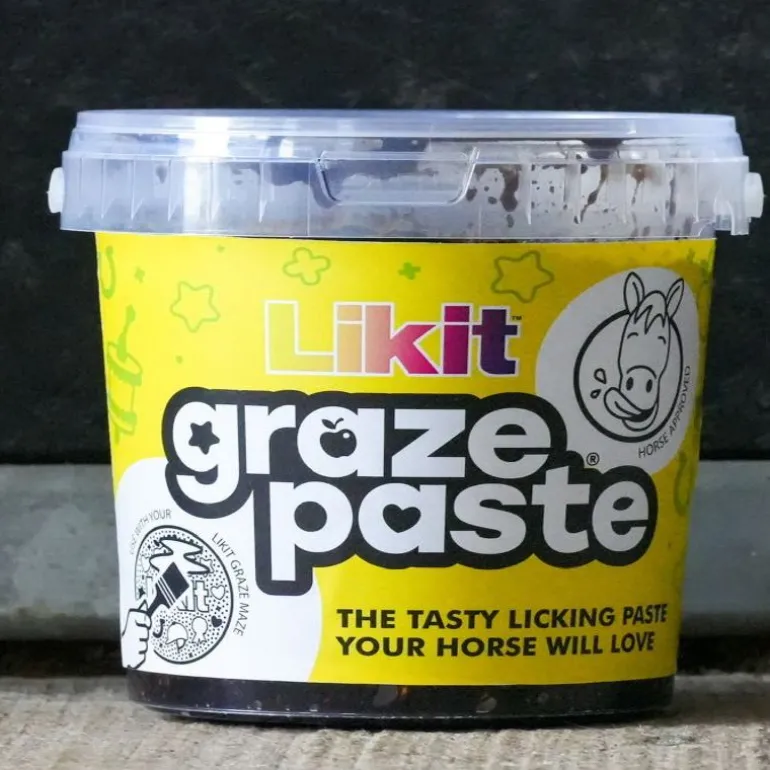 Likit™
HORSE APPROVED
graze
paste®
USE WITH YOUR
LIKIT GRAZE MAZE
THE TASTY LICKING PASTE
YOUR HORSE WILL LOVE